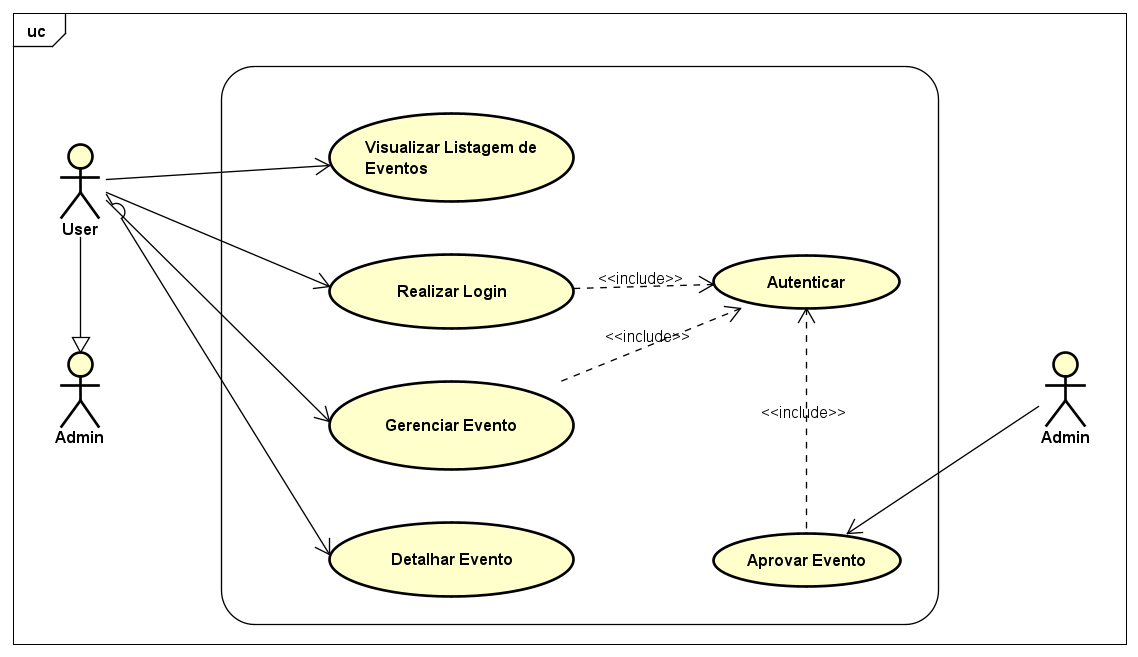 uc
Visualizar Listagem de
Eventos
User
Realizar Login
<<include>>
Autenticar
<<include>>
Gerenciar Evento
Admin
<<include>>
Admin
Detalhar Evento
Aprovar Evento